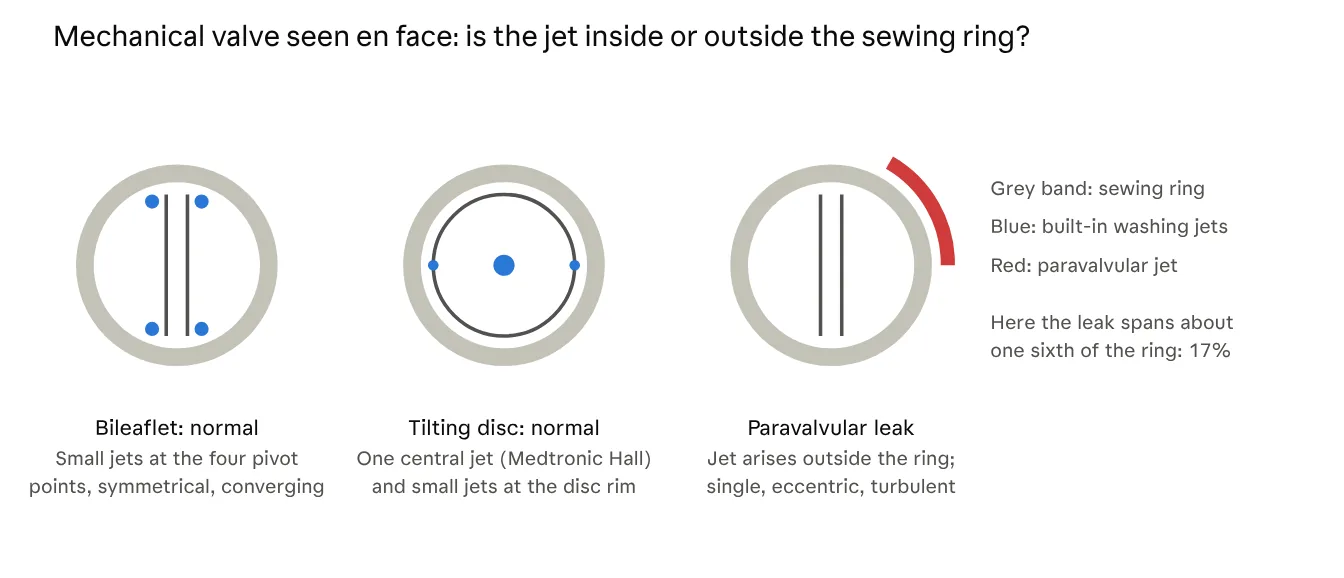 Mechanical valve seen en face: is the jet inside or outside the sewing ring?
Grey band: sewing ring
Blue: built-in washing jets
Red: paravalvular jet
Here the leak spans about
one sixth of the ring: 17%
Bileaflet: normal
Small jets at the four pivot
points, symmetrical, converging
Tilting disc: normal
One central jet (Medtronic Hall)
and small jets at the disc rim
Paravalvular leak
Jet arises outside the ring;
single, eccentric, turbulent